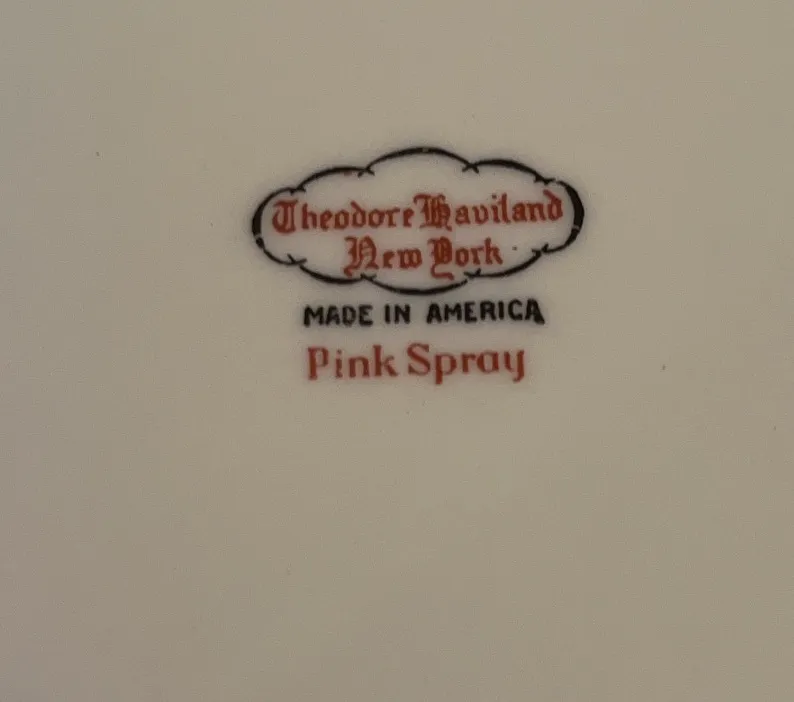 Theodore Haviland
New York
MADE IN AMERICA
Pink Spray